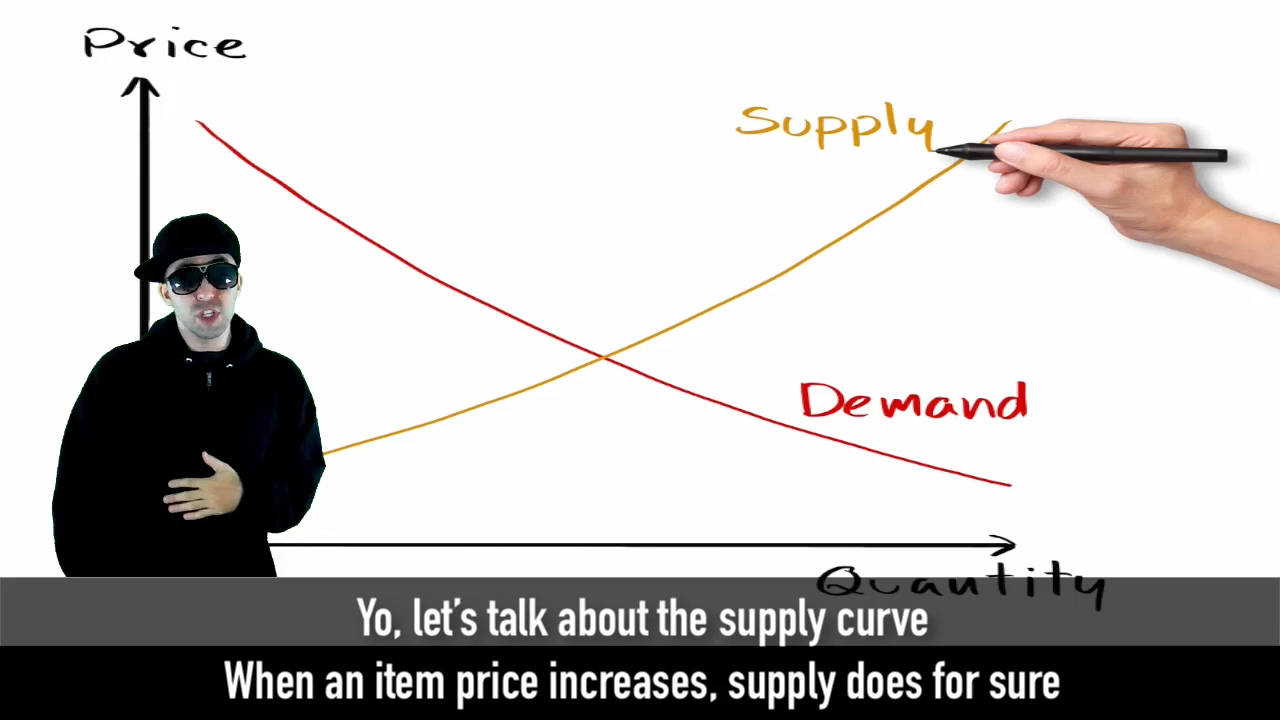 Price
Supply
Demand
Quantity
Yo, let's talk about the supply curve
When an item price increases, supply does for sure